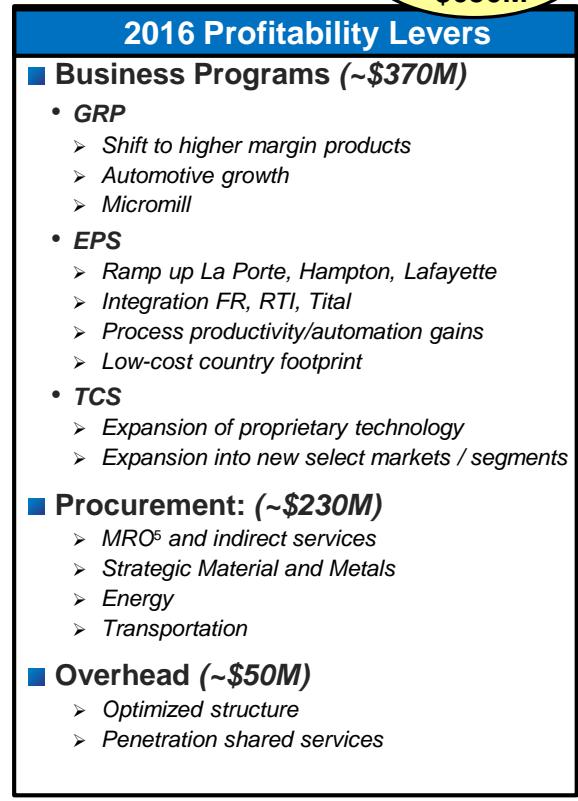 2016 Profitability Levers
Business Programs (~$370M)
• GRP
➢ Shift to higher margin products
➢ Automotive growth
➢ Micromill
• EPS
➢ Ramp up La Porte, Hampton, Lafayette
➢ Integration FR, RTI, Tital
➢ Process productivity/automation gains
➢ Low-cost country footprint
• TCS
➢ Expansion of proprietary technology
➢ Expansion into new select markets / segments
Procurement: (~$230M)
➢ MRO⁵ and indirect services
➢ Strategic Material and Metals
➢ Energy
➢ Transportation
Overhead (~$50M)
➢ Optimized structure
➢ Penetration shared services